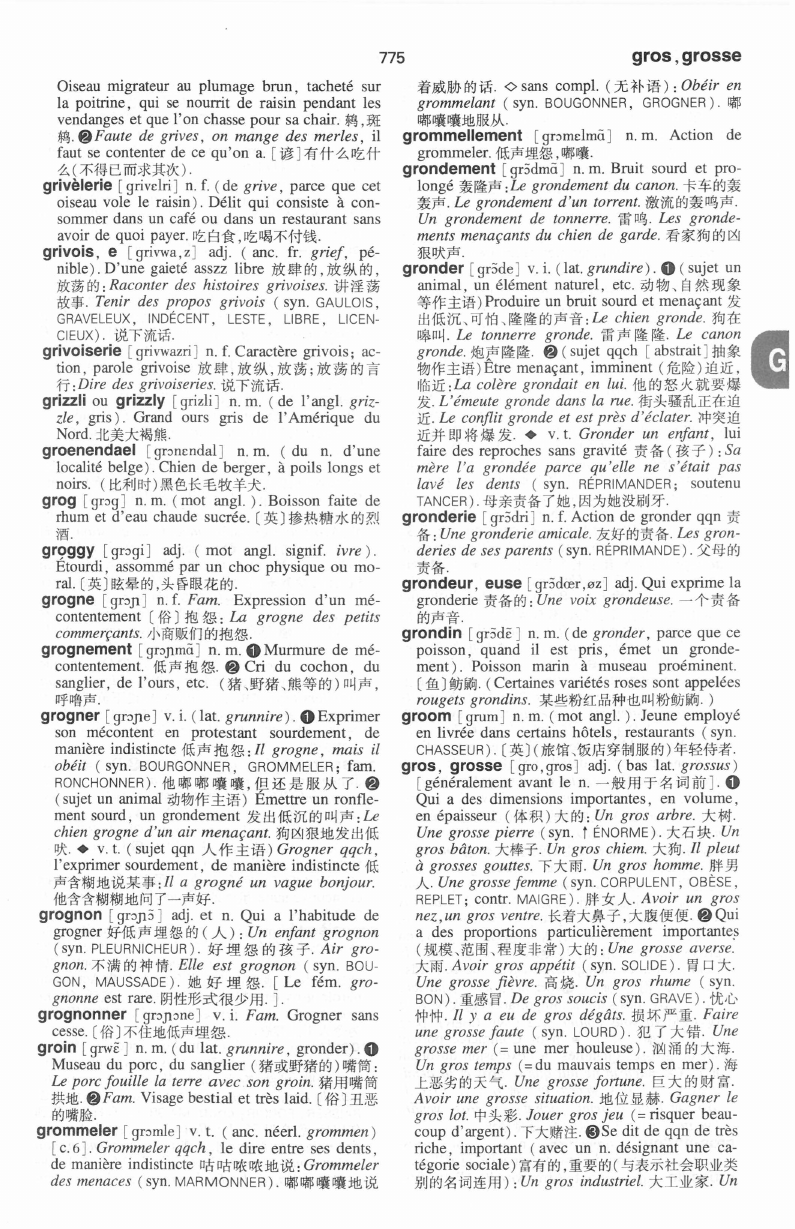 775
gros,grosse
Oiseau migrateur au plumage brun, tacheté sur
la poitrine, qui se nourrit de raisin pendant les
vendanges et que l'on chasse pour sa chair. 鸫,斑
鸫. ❷Faute de grives, on mange des merles, il
faut se contenter de ce qu'on a. [谚]有什么吃什
么(不得已而求其次).
grivèlerie [grivɛlri] n. f. (de grive, parce que cet
oiseau vole le raisin). Délit qui consiste à con-
sommer dans un café ou dans un restaurant sans
avoir de quoi payer. 吃白食,吃喝不付钱.
grivois, e [grivwa,z] adj. (anc. fr. grief, pé-
nible). D'une gaieté asszz libre 放肆的,放纵的,
放荡的:Raconter des histoires grivoises. 讲淫荡
故事. Tenir des propos grivois (syn. GAULOIS,
GRAVELEUX, INDÉCENT, LESTE, LIBRE, LICEN-
CIEUX). 说下流话.
grivoiserie [grivwazri] n. f. Caractère grivois; ac-
tion, parole grivoise 放肆,放纵,放荡;放荡的言
行:Dire des grivoiseries. 说下流话.
grizzli ou grizzly [grizli] n. m. (de l'angl. griz-
zle, gris). Grand ours gris de l'Amérique du
Nord. 北美大褐熊.
groenendael [grɔnɛndal] n. m. (du n. d'une
localité belge). Chien de berger, à poils longs et
noirs. (比利时)黑色长毛牧羊犬.
grog [grɔg] n. m. (mot angl.). Boisson faite de
rhum et d'eau chaude sucrée. [英]掺热糖水的烈
酒.
groggy [grɔgi] adj. (mot angl. signif. ivre).
Étourdi, assommé par un choc physique ou mo-
ral. [英]眩晕的,头昏眼花的.
grogne [grɔɲ] n. f. Fam. Expression d'un mé-
contentement [俗]抱怨: La grogne des petits
commerçants. 小商贩们的抱怨.
grognement [grɔɲmɑ̃] n. m. ❶Murmure de mé-
contentement. 低声抱怨. ❷ Cri du cochon, du
sanglier, de l'ours, etc. (猪、野猪、熊等的)叫声,
呼噜声.
grogner [grɔɲe] v. i. (lat. grunnire). ❶Exprimer
son mécontent en protestant sourdement, de
manière indistincte 低声抱怨:Il grogne, mais il
obéit (syn. BOURGONNER, GROMMELER; fam.
RONCHONNER). 他嘟嘟囔囔,但还是服从了. ❷
(sujet un animal 动物作主语) Émettre un ronfle-
ment sourd, un grondement 发出低沉的叫声:Le
chien grogne d'un air menaçant. 狗凶狠地发出低
吠. ◆ v. t. (sujet qqn 人作主语) Grogner qqch,
l'exprimer sourdement, de manière indistincte 低
声含糊地说某事:Il a grogné un vague bonjour.
他含含糊糊地问了一声好.
grognon [grɔɲɔ̃] adj. et n. Qui a l'habitude de
grogner 好低声埋怨的(人): Un enfant grognon
(syn. PLEURNICHEUR). 好埋怨的孩子. Air gro-
gnon. 不满的神情. Elle est grognon (syn. BOU-
GON, MAUSSADE). 她好埋怨. [Le fém. gro-
gnonne est rare. 阴性形式很少用.].
grognonner [grɔɲɔne] v. i. Fam. Grogner sans
cesse. [俗]不住地低声埋怨.
groin [grwɛ̃] n. m. (du lat. grunnire, gronder). ❶
Museau du porc, du sanglier (猪或野猪的)嘴筒:
Le porc fouille la terre avec son groin. 猪用嘴筒
拱地. ❷Fam. Visage bestial et très laid. [俗]丑恶
的嘴脸.
grommeler [grɔmle] v. t. (anc. néerl. grommen)
[c.6]. Grommeler qqch, le dire entre ses dents,
de manière indistincte 咕咕哝哝地说:Grommeler
des menaces (syn. MARMONNER). 嘟嘟囔囔地说
着威胁的话. ◇ sans compl. (无补语): Obéir en
grommelant (syn. BOUGONNER, GROGNER). 嘟
嘟囔囔地服从.
grommellement [grɔmɛlmɑ̃] n. m. Action de
grommeler. 低声埋怨,嘟囔.
grondement [grɔ̃dmɑ̃] n. m. Bruit sourd et pro-
longé 轰隆声:Le grondement du canon. 卡车的轰
轰声. Le grondement d'un torrent. 激流的轰鸣声.
Un grondement de tonnerre. 雷鸣. Les gronde-
ments menaçants du chien de garde. 看家狗的凶
狠吠声.
gronder [grɔ̃de] v. i. (lat. grundire). ❶ (sujet un
animal, un élément naturel, etc. 动物、自然现象
等作主语)Produire un bruit sourd et menaçant 发
出低沉、可怕、隆隆的声音: Le chien gronde. 狗在
嗥叫. Le tonnerre gronde. 雷声隆隆. Le canon
gronde. 炮声隆隆. ❷ (sujet qqch [abstrait]抽象
物作主语) Être menaçant, imminent (危险)迫近,
临近:La colère grondait en lui. 他的怒火就要爆
发. L'émeute gronde dans la rue. 街头骚乱正在迫
近. Le conflit gronde et est près d'éclater. 冲突迫
近并即将爆发. ◆ v. t. Gronder un enfant, lui
faire des reproches sans gravité 责备(孩子):Sa
mère l'a grondée parce qu'elle ne s'était pas
lavé les dents (syn. RÉPRIMANDER; soutenu
TANCER). 母亲责备了她,因为她没刷牙.
gronderie [grɔ̃dri] n. f. Action de gronder qqn 责
备: Une gronderie amicale. 友好的责备. Les gron-
deries de ses parents (syn. RÉPRIMANDE). 父母的
责备.
grondeur, euse [grɔ̃dœr,øz] adj. Qui exprime la
gronderie 责备的: Une voix grondeuse. 一个责备
的声音.
grondin [grɔ̃dɛ̃] n. m. (de gronder, parce que ce
poisson, quand il est pris, émet un gronde-
ment). Poisson marin à museau proéminent.
[鱼]鲂鮄. (Certaines variétés roses sont appelées
rougets grondins. 某些粉红品种也叫粉鲂鮄.)
groom [grum] n. m. (mot angl.). Jeune employé
en livrée dans certains hôtels, restaurants (syn.
CHASSEUR). [英](旅馆、饭店穿制服的)年轻侍者.
gros, grosse [gro,gros] adj. (bas lat. grossus)
[généralement avant le n. 一般用于名词前]. ❶
Qui a des dimensions importantes, en volume,
en épaisseur (体积)大的: Un gros arbre. 大树.
Une grosse pierre (syn. ↑ ÉNORME). 大石块. Un
gros bâton. 大棒子. Un gros chiem. 大狗. Il pleut
à grosses gouttes. 下大雨. Un gros homme. 胖男
人. Une grosse femme (syn. CORPULENT, OBÈSE,
REPLET; contr. MAIGRE). 胖女人. Avoir un gros
nez,un gros ventre. 长着大鼻子,大腹便便. ❷Qui
a des proportions particulièrement importantes
(规模、范围、程度非常)大的: Une grosse averse.
大雨. Avoir gros appétit (syn. SOLIDE). 胃口大.
Une grosse fièvre. 高烧. Un gros rhume (syn.
BON). 重感冒. De gros soucis (syn. GRAVE). 忧心
忡忡. Il y a eu de gros dégâts. 损坏严重. Faire
une grosse faute (syn. LOURD). 犯了大错. Une
grosse mer (= une mer houleuse). 汹涌的大海.
Un gros temps (=du mauvais temps en mer). 海
上恶劣的天气. Une grosse fortune. 巨大的财富.
Avoir une grosse situation. 地位显赫. Gagner le
gros lot. 中头彩. Jouer gros jeu (= risquer beau-
coup d'argent). 下大赌注. ❸Se dit de qqn de très
riche, important (avec un n. désignant une ca-
tégorie sociale)富有的,重要的(与表示社会职业类
别的名词连用): Un gros industriel. 大工业家. Un
G